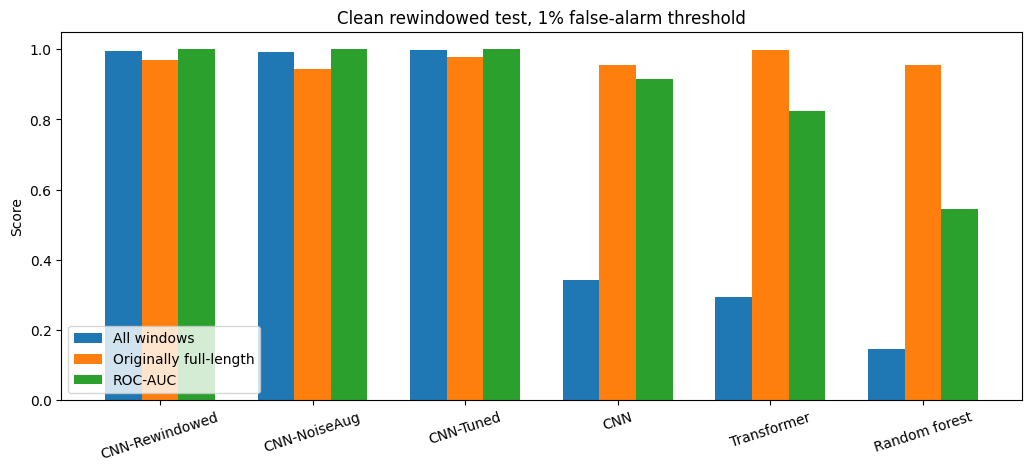 Clean rewindowed test, 1% false-alarm threshold
1.0
0.8
0.6
0.4
0.2
0.0
Score
All windows
Originally full-length
ROC-AUC
CNN-Rewindowed
CNN-NoiseAug
CNN-Tuned
CNN
Transformer
Random forest